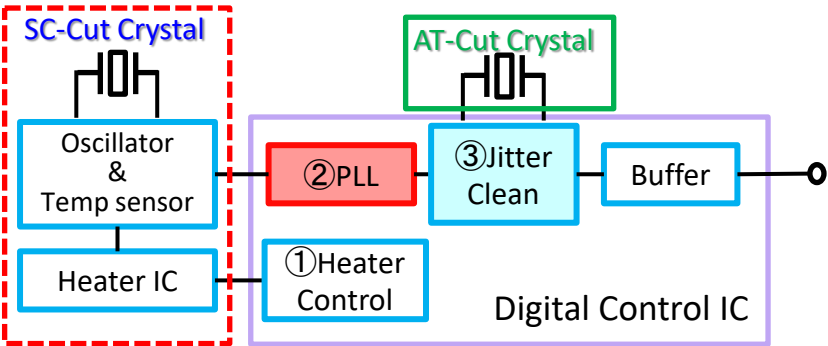 SC-Cut Crystal
AT-Cut Crystal
Oscillator
&
Temp sensor
②PLL
③Jitter
Clean
Buffer
Heater IC
①Heater
Control
Digital Control IC